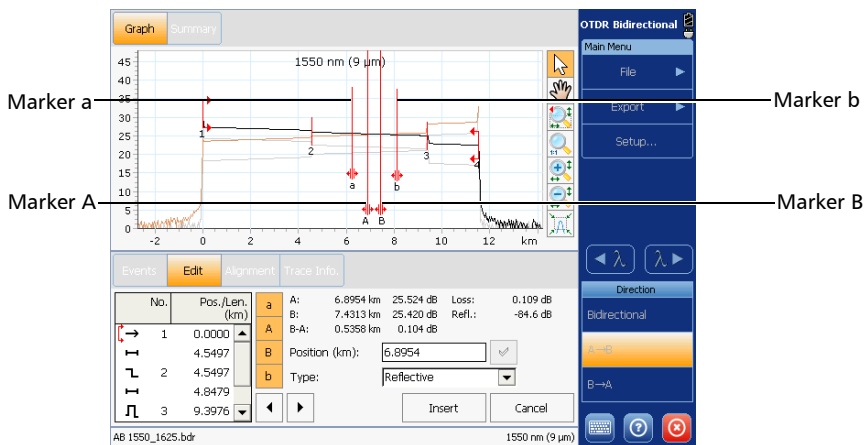 Graph Summary
OTDR Bidirectional
Main Menu
File
Export
Setup...
1550 nm (9 µm)
45
40
35
30
25
20
15
10
5
0
-2 0 2 4 6 8 10 12 km
1 2 3 4
a b
A B
Marker a
Marker b
Marker A
Marker B
1:1
λ λ
Direction
Bidirectional
A→B
B→A
Events Edit Alignment Trace Info.
No. Pos./Len. (km)
1 0.0000
4.5497
2 4.5497
4.8479
3 9.3976
a
A
B
b
A: 6.8954 km 25.524 dB Loss: 0.109 dB
B: 7.4313 km 25.420 dB Refl.: -84.6 dB
B-A: 0.5358 km 0.104 dB
Position (km): 6.8954
Type: Reflective
Insert Cancel
AB 1550_1625.bdr
1550 nm (9 µm)
?